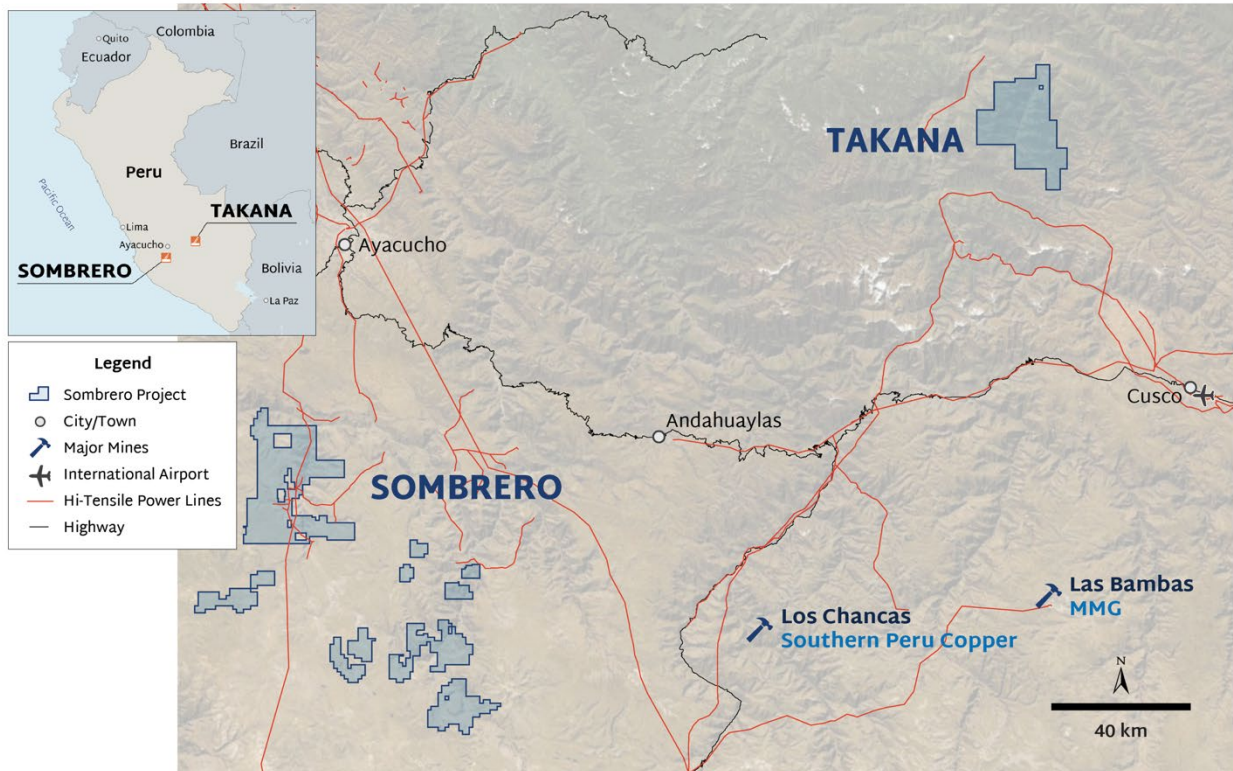 Colombia
Quito
Ecuador
Brazil
Peru
Pacific Ocean
TAKANA
Lima
Ayacucho
SOMBRERO
Bolivia
La Paz
Legend
Sombrero Project
City/Town
Major Mines
International Airport
Hi-Tensile Power Lines
Highway
TAKANA
Ayacucho
Cusco
Andahuaylas
SOMBRERO
Las Bambas
MMG
Los Chancas
Southern Peru Copper
N
40 km